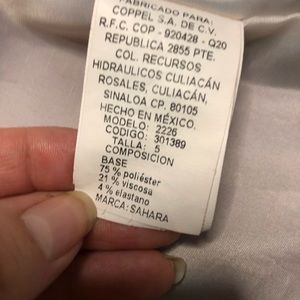 FABRICADO PARA:
COPPEL S.A. DE C.V.
R.F.C. COP - 920428 - Q20
REPUBLICA 2855 PTE.
COL. RECURSOS
HIDRAULICOS CULIACÁN
ROSALES, CULIACÁN,
SINALOA CP. 80105
HECHO EN MÉXICO.
MODELO: 2226
CODIGO: 301389
TALLA: 5
COMPOSICION
BASE
75 % poliéster
21 % viscosa
4 % elastano
MARCA: SAHARA